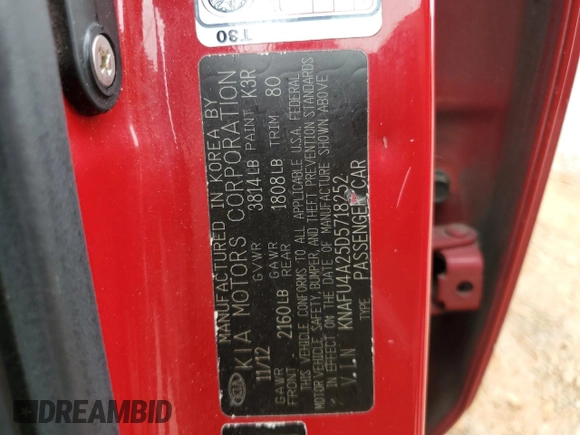 T30
MANUFACTURED IN KOREA BY
KIA MOTORS CORPORATION
11/12 GVWR 3814LB PAINT K3R
GAWR FRONT 2160LB GAWR REAR 1808LB TRIM 80
THIS VEHICLE CONFORMS TO ALL APPLICABLE U.S.A. FEDERAL
MOTOR VEHICLE SAFETY, BUMPER, AND THEFT PREVENTION STANDARDS
IN EFFECT ON THE DATE OF MANUFACTURE SHOWN ABOVE
V.I.N KNAFU4A25D5718252
TYPE PASSENGER CAR
KIA
DREAMBID